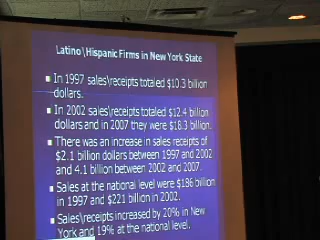 Latino\Hispanic Firms in New York State
In 1997 sales\receipts totaled $10.3 billion
dollars.
In 2002 sales\receipts totaled $12.4 billion
dollars and in 2007 they were $18.3 billion.
There was an increase in sales receipts of
$2.1 billion dollars between 1997 and 2002
and 4.1 billion between 2002 and 2007.
Sales at the national level were $186 billion
in 1997 and $221 billion in 2002.
Sales\receipts increased by 20% in New
York and 19% at the national level.